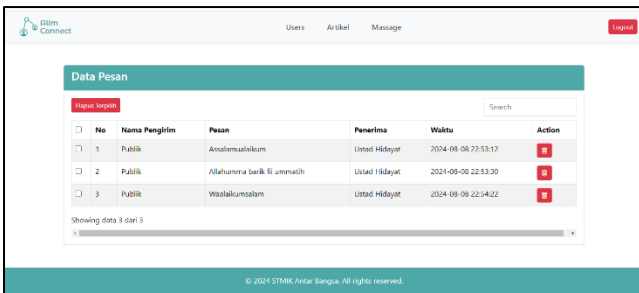 Alim
Connect
Users Artikel Massage
Logout
Data Pesan
Hapus Terpilih
Search
No Nama Pengirim Pesan Penerima Waktu Action
1 Publik Assalamualaikum Ustad Hidayat 2024-08-08 22:53:12
2 Publik Allahumma barik fii ummatih Ustad Hidayat 2024-08-08 22:53:30
3 Publik Waalaikumsalam Ustad Hidayat 2024-08-08 22:54:22
Showing data 3 dari 3
© 2024 STMIK Antar Bangsa. All rights reserved.